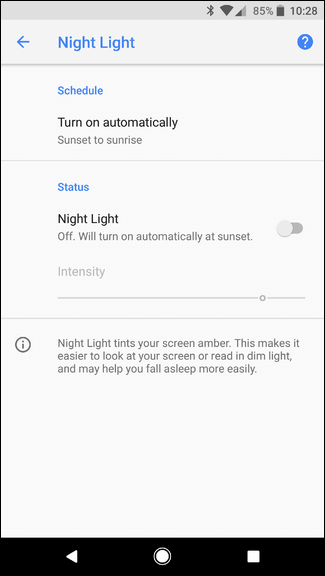 85% 10:28
Night Light
Schedule
Turn on automatically
Sunset to sunrise
Status
Night Light
Off. Will turn on automatically at sunset.
Intensity
Night Light tints your screen amber. This makes it
easier to look at your screen or read in dim light,
and may help you fall asleep more easily.